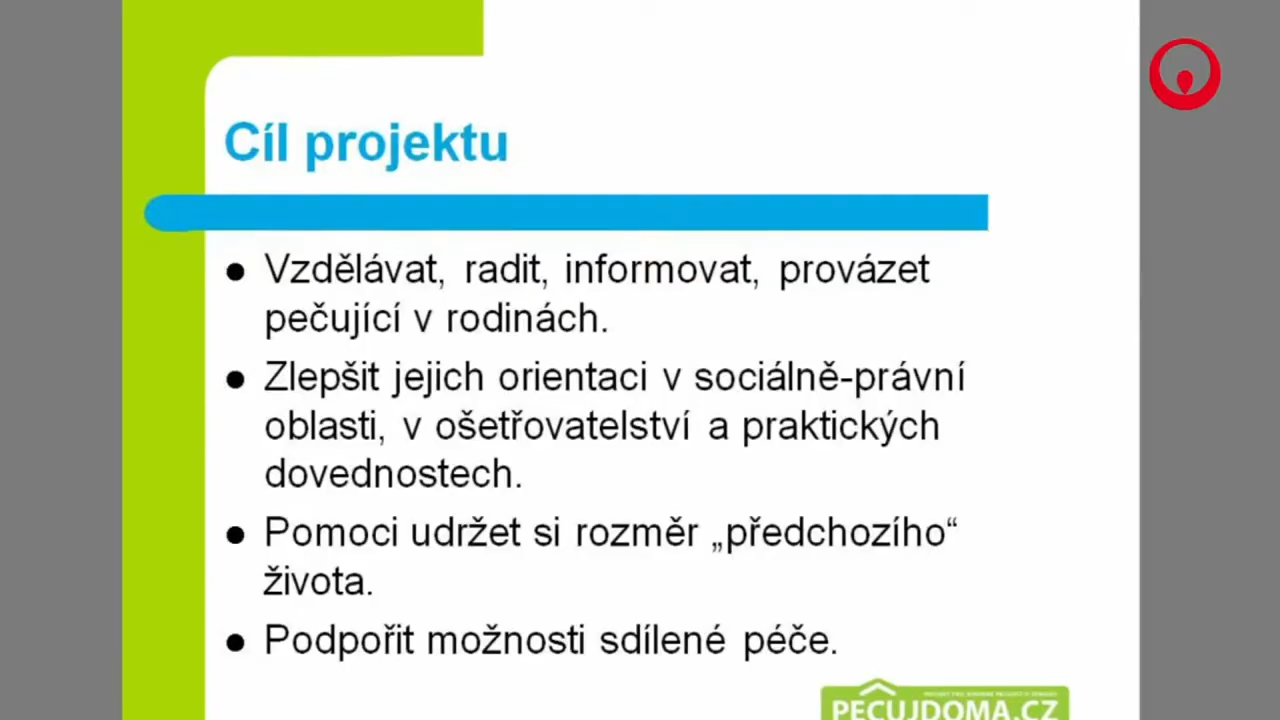 Cíl projektu
● Vzdělávat, radit, informovat, provázet
pečující v rodinách.
● Zlepšit jejich orientaci v sociálně-právní
oblasti, v ošetřovatelství a praktických
dovednostech.
● Pomoci udržet si rozměr „předchozího“
života.
● Podpořit možnosti sdílené péče.
PECUJDOMA.CZ